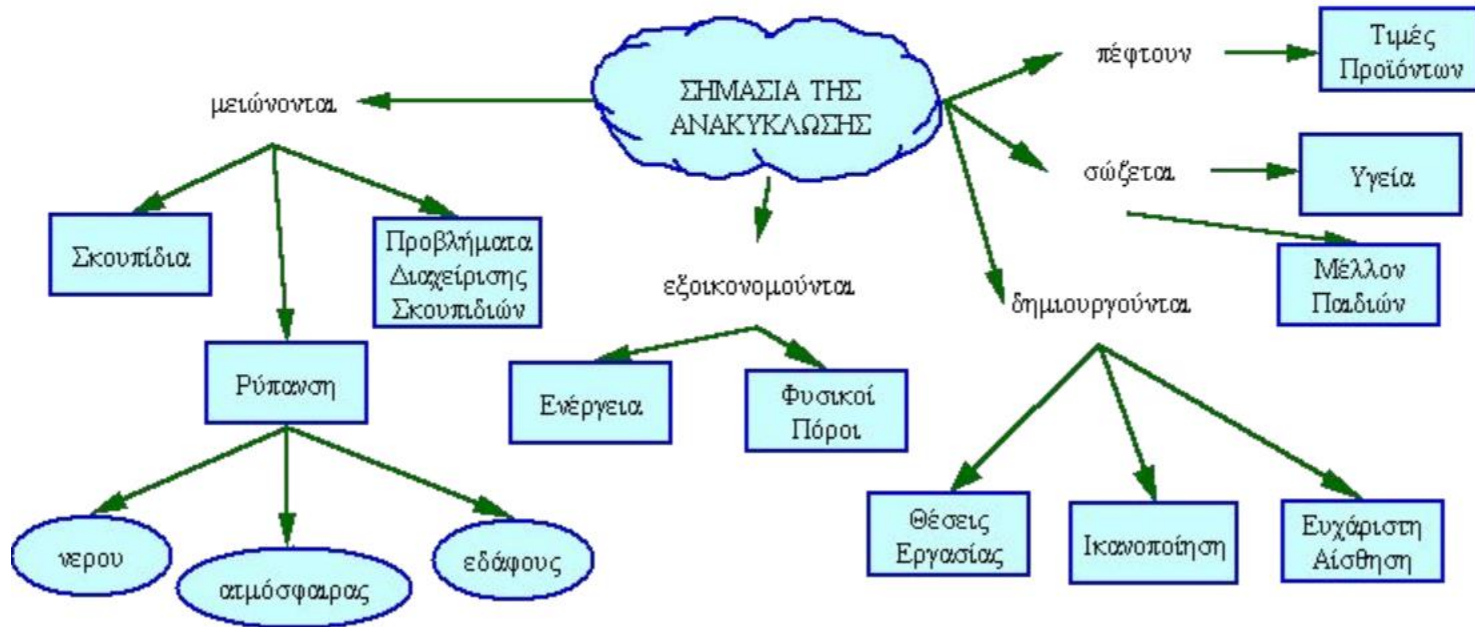 ΣΗΜΑΣΙΑ ΤΗΣ
ΑΝΑΚΥΚΛΩΣΗΣ
μειώνονται
Σκουπίδια
Προβλήματα
Διαχείρισης
Σκουπιδιών
Ρύπανση
νερου
ατμόσφαιρας
εδάφους
εξοικονομούνται
Ενέργεια
Φυσικοί
Πόροι
πέφτουν
Τιμές
Προϊόντων
σώζεται
Υγεία
Μέλλον
Παιδιών
δημιουργούνται
Θέσεις
Εργασίας
Ικανοποίηση
Ευχάριστη
Αίσθηση